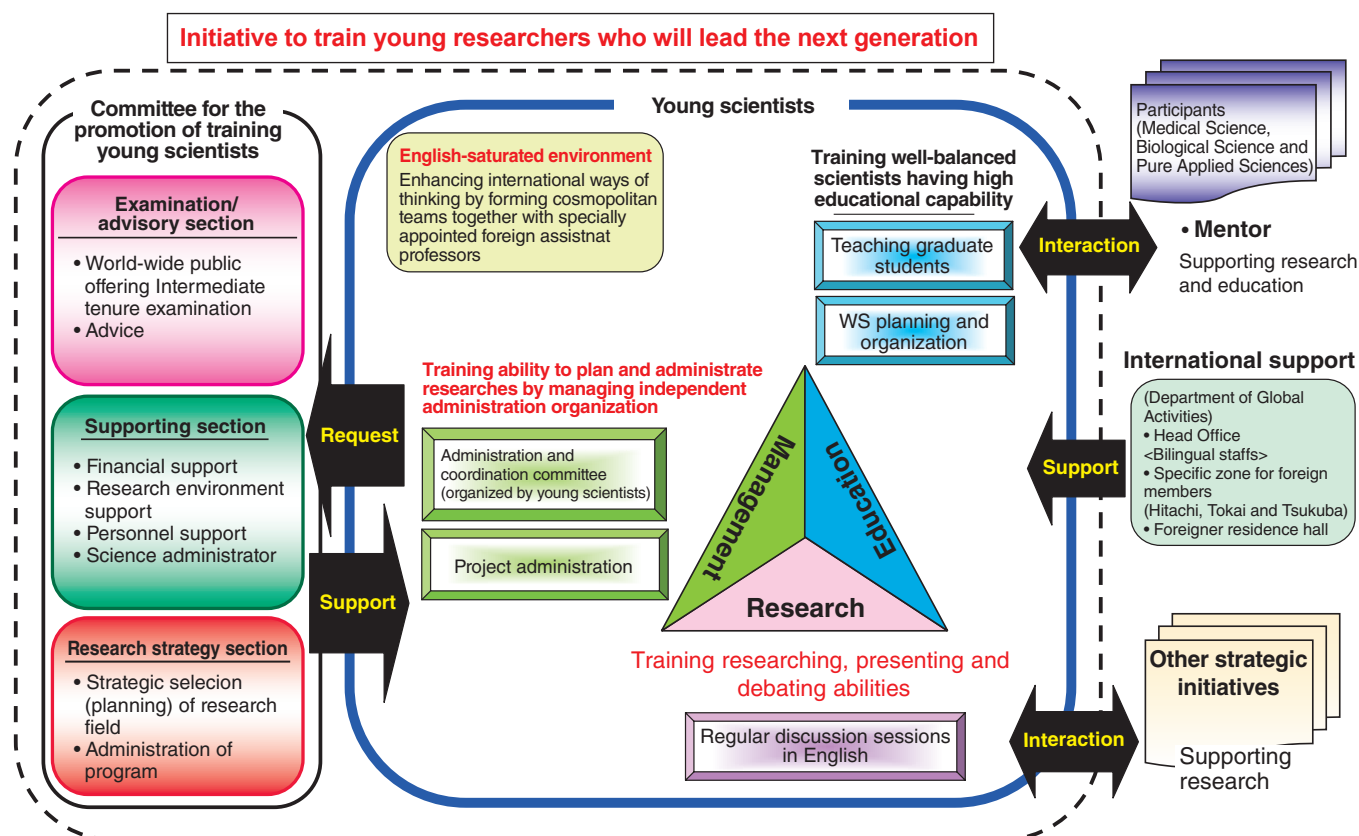 Initiative to train young researchers who will lead the next generation
Committee for the
promotion of training
young scientists
Examination/
advisory section
• World-wide public
offering Intermediate
tenure examination
• Advice
Supporting section
• Financial support
• Research environment
support
• Personnel support
• Science administrator
Research strategy section
• Strategic selecion
(planning) of research
field
• Administration of
program
Request
Support
Young scientists
English-saturated environment
Enhancing international ways of
thinking by forming cosmopolitan
teams together with specially
appointed foreign assistnat
professors
Training well-balanced
scientists having high
educational capability
Teaching graduate
students
WS planning and
organization
Training ability to plan and administrate
researches by managing independent
administration organization
Administration and
coordination committee
(organized by young scientists)
Project administration
Management
Education
Research
Training researching, presenting and
debating abilities
Regular discussion sessions
in English
Interaction
Participants
(Medical Science,
Biological Science and
Pure Applied Sciences)
• Mentor
Supporting research
and education
International support
Support
(Department of Global
Activities)
• Head Office
<Bilingual staffs>
• Specific zone for foreign
members
(Hitachi, Tokai and Tsukuba)
• Foreigner residence hall
Interaction
Other strategic
initiatives
Supporting
research